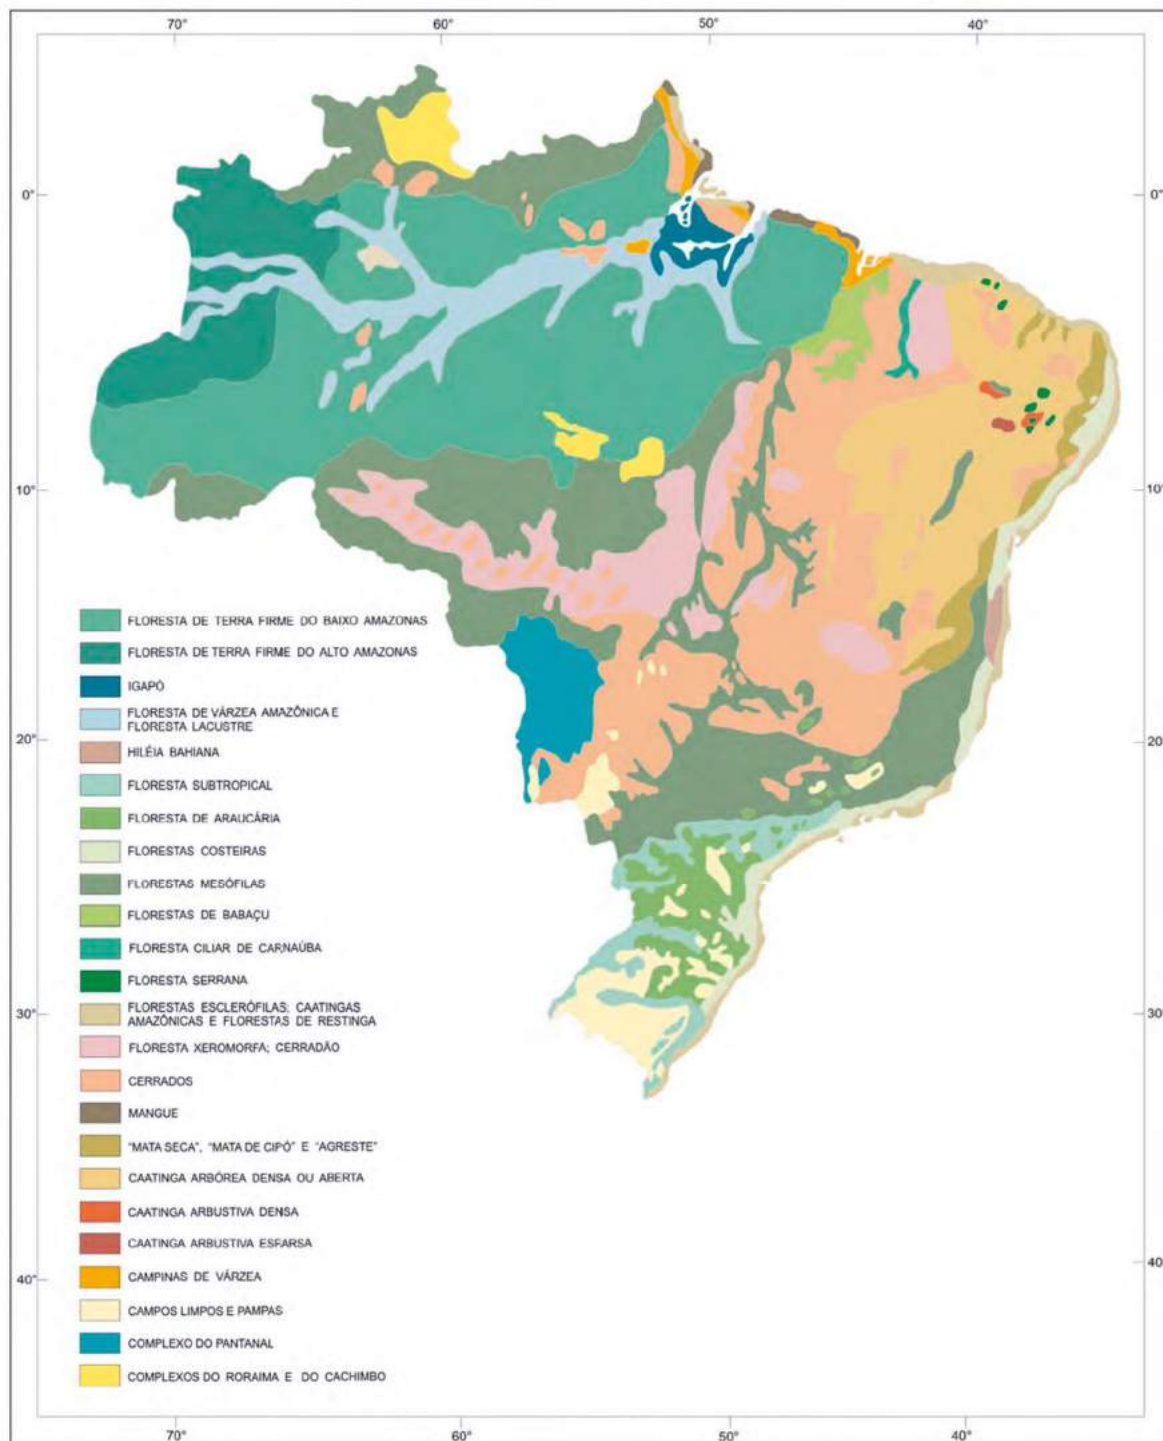 70°
60°
50°
40°
0°
0°
10°
10°
FLORESTA DE TERRA FIRME DO BAIXO AMAZONAS
FLORESTA DE TERRA FIRME DO ALTO AMAZONAS
IGAPÓ
FLORESTA DE VÁRZEA AMAZÔNICA E
FLORESTA LACUSTRE
20°
20°
HILÉIA BAHIANA
FLORESTA SUBTROPICAL
FLORESTA DE ARAUCÁRIA
FLORESTAS COSTEIRAS
FLORESTAS MESÓFILAS
FLORESTAS DE BABAÇU
FLORESTA CILIAR DE CARNAÚBA
FLORESTA SERRANA
FLORESTAS ESCLERÓFILAS; CAATINGAS
AMAZÔNICAS E FLORESTAS DE RESTINGA
30°
30°
FLORESTA XEROMORFA; CERRADÃO
CERRADOS
MANGUE
"MATA SECA", "MATA DE CIPÓ" E "AGRESTE"
CAATINGA ARBÓREA DENSA OU ABERTA
CAATINGA ARBUSTIVA DENSA
CAATINGA ARBUSTIVA ESPARSA
40°
40°
CAMPINAS DE VÁRZEA
CAMPOS LIMPOS E PAMPAS
COMPLEXO DO PANTANAL
COMPLEXOS DO RORAIMA E DO CACHIMBO
70°
60°
50°
40°